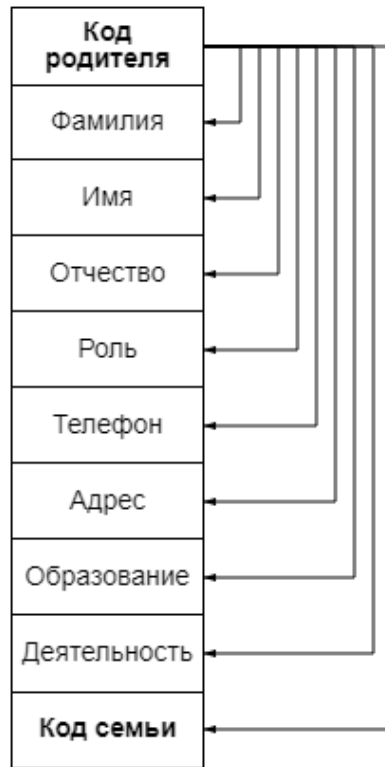 Код
родителя
Фамилия
Имя
Отчество
Роль
Телефон
Адрес
Образование
Деятельность
Код семьи